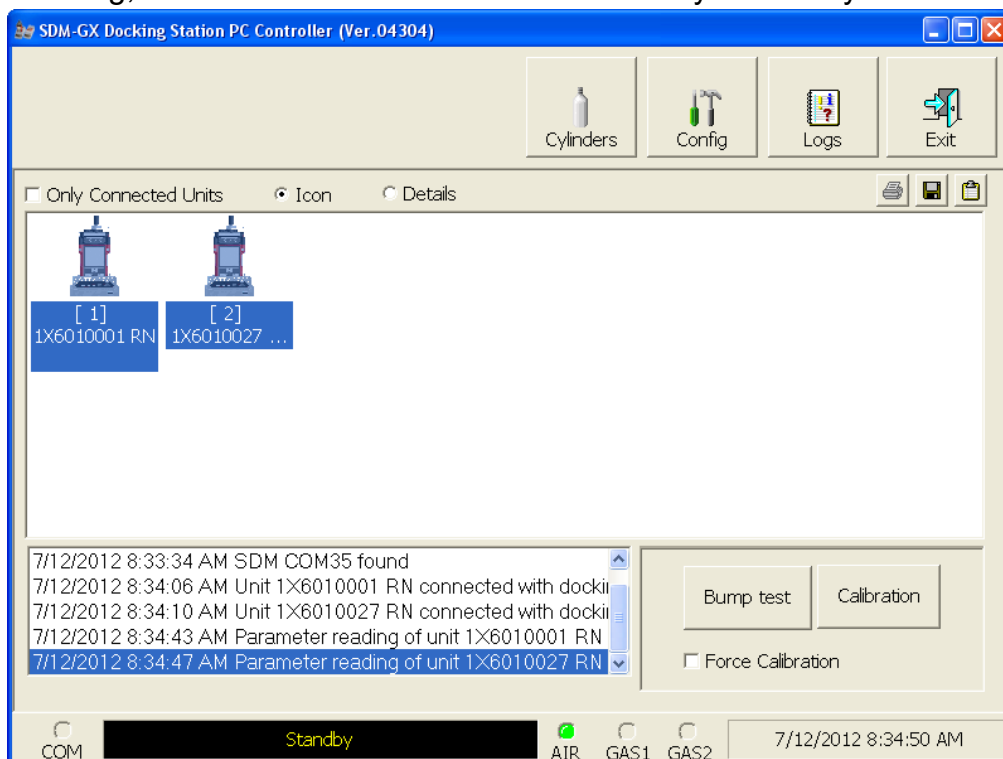 SDM-GX Docking Station PC Controller (Ver.04304)
Cylinders Config Logs Exit
Only Connected Units Icon Details
[ 1] [ 2]
1X6010001 RN 1X6010027 ...
7/12/2012 8:33:34 AM SDM COM35 found
7/12/2012 8:34:06 AM Unit 1X6010001 RN connected with docki
7/12/2012 8:34:10 AM Unit 1X6010027 RN connected with docki
7/12/2012 8:34:43 AM Parameter reading of unit 1X6010001 RN
7/12/2012 8:34:47 AM Parameter reading of unit 1X6010027 RN
Bump test Calibration
Force Calibration
COM Standby AIR GAS1 GAS2 7/12/2012 8:34:50 AM